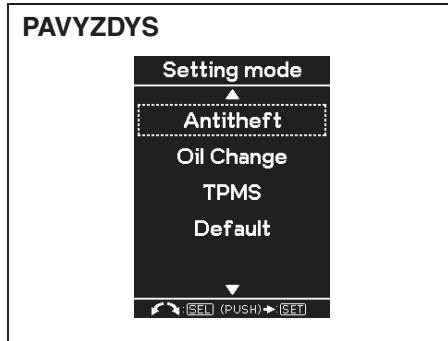 PAVYZDYS
Setting mode
Antitheft
Oil Change
TPMS
Default
:SEL (PUSH)➔:SET